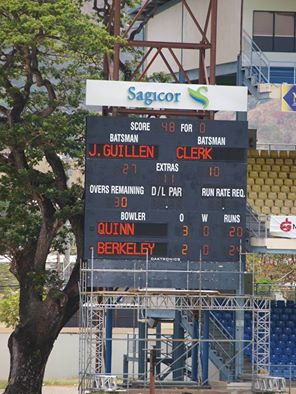 Sagicor
SCORE 48 FOR 0
BATSMAN BATSMAN
J.GUILLEN CLERK
27 EXTRAS 11
OVERS REMAINING D/L PAR RUN RATE REQ.
30
BOWLER O W RUNS
QUINN 3 0 20
BERKELEY 2 0 21
DAKTRONICS